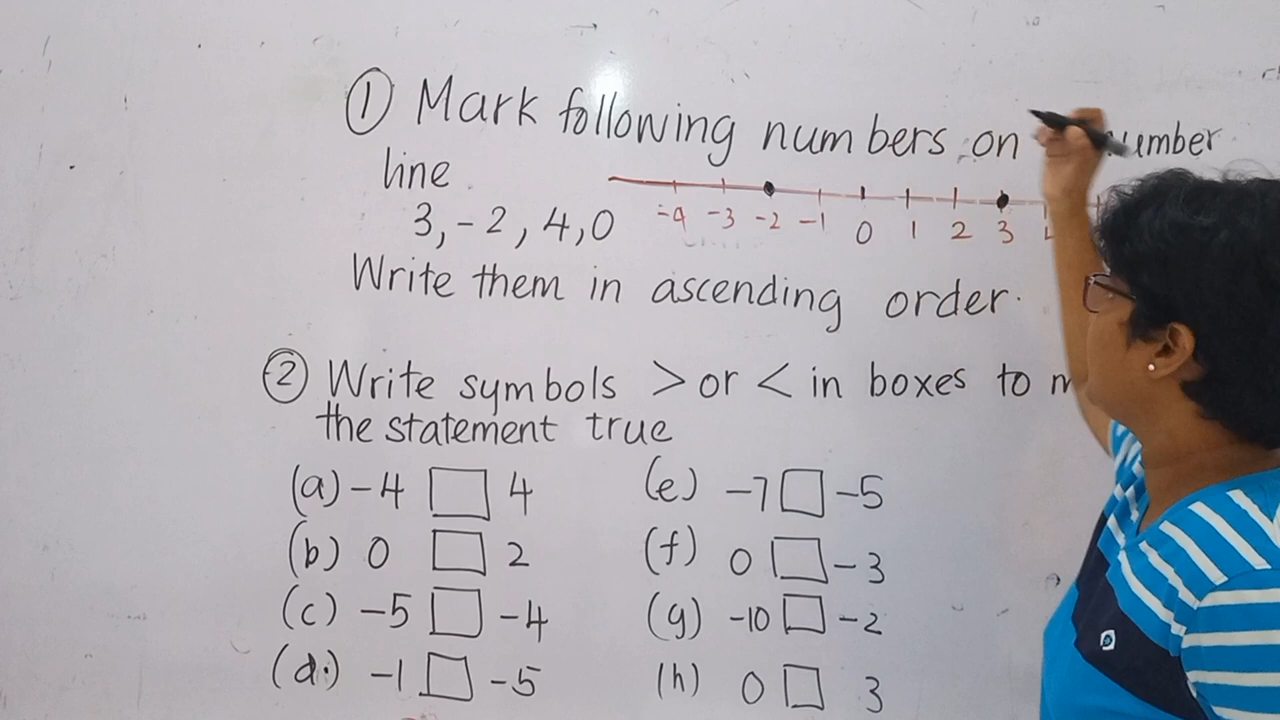 ① Mark following numbers on number
line
-4 -3 -2 -1 0 1 2 3
3, -2, 4, 0
Write them in ascending order.
② Write symbols > or < in boxes to
the statement true
(a) -4 □ 4 (e) -7 □ -5
(b) 0 □ 2 (f) 0 □ -3
(c) -5 □ -4 (g) -10 □ -2
(d) -1 □ -5 (h) 0 □ 3